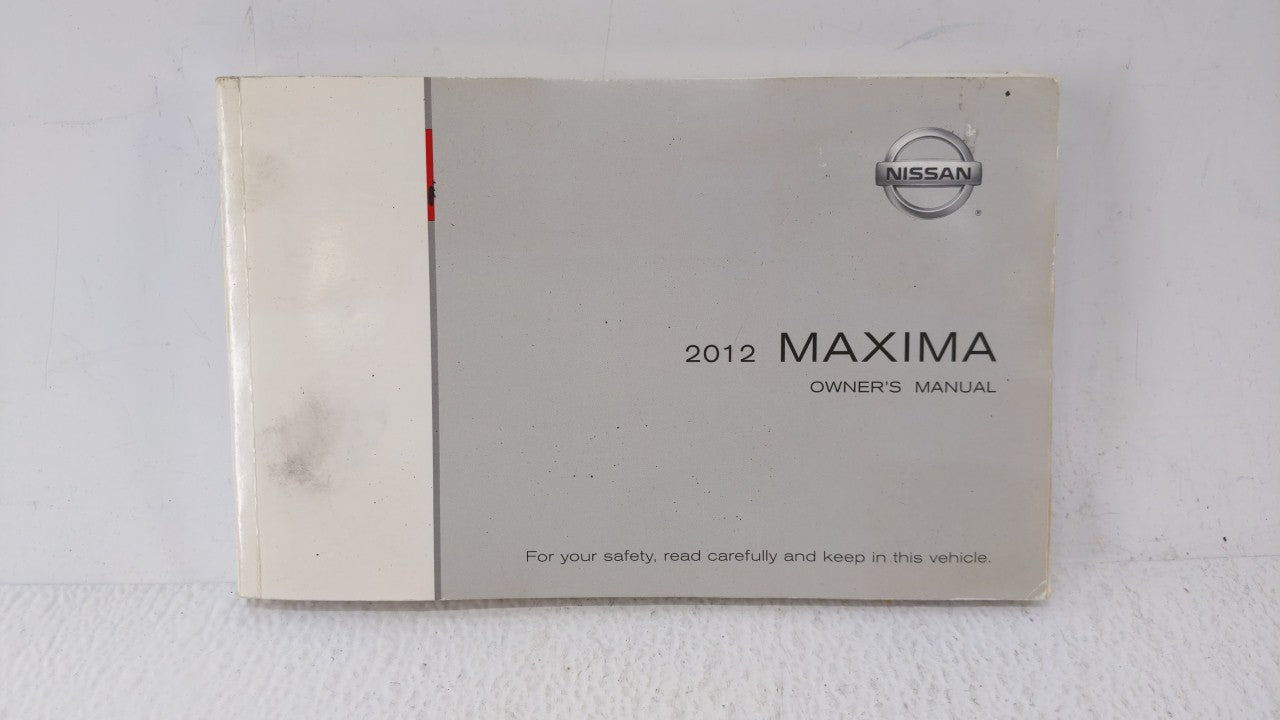 NISSAN
®
2012 MAXIMA
OWNER'S MANUAL
For your safety, read carefully and keep in this vehicle.